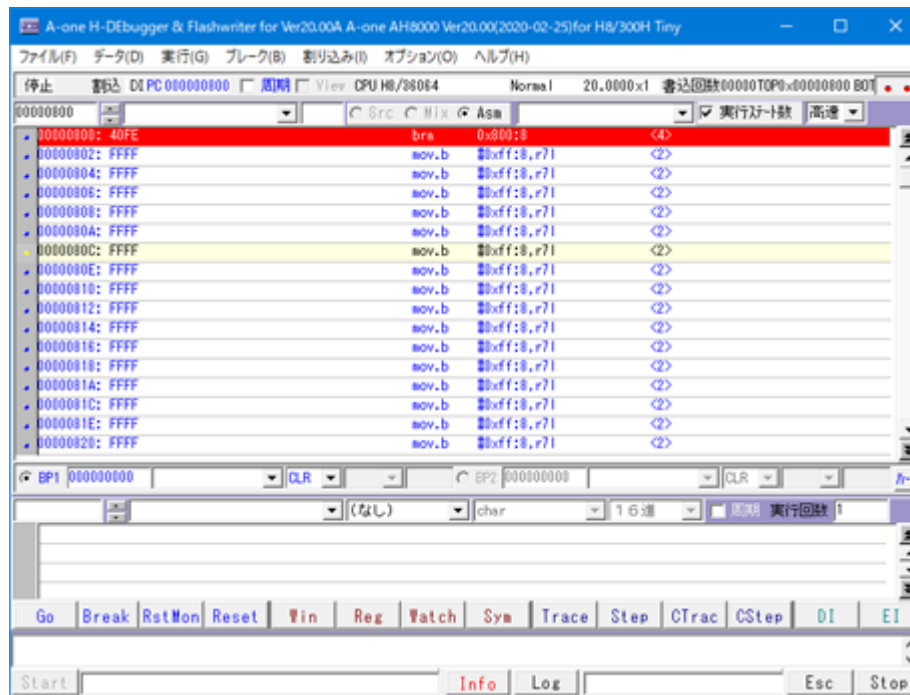 A-one H-DEbugger & Flashwriter for Ver20.00A A-one AH8000 Ver20.00(2020-02-25)for H8/300H Tiny
ファイル(F) データ(D) 実行(G) ブレーク(B) 割り込み(I) オプション(O) ヘルプ(H)
停止 割込 DI PC 000000800 周期 View CPU H8/36064 Normal 20.0000x1 書込回数00000TOP0x00000800 BOT
00000800 Src Mix Asm 実行ステート数 高速
00000800: 40FE bra 0x800:8 <4>
00000802: FFFF mov.b #0xff:8,r7l <2>
00000804: FFFF mov.b #0xff:8,r7l <2>
00000806: FFFF mov.b #0xff:8,r7l <2>
00000808: FFFF mov.b #0xff:8,r7l <2>
0000080A: FFFF mov.b #0xff:8,r7l <2>
0000080C: FFFF mov.b #0xff:8,r7l <2>
0000080E: FFFF mov.b #0xff:8,r7l <2>
00000810: FFFF mov.b #0xff:8,r7l <2>
00000812: FFFF mov.b #0xff:8,r7l <2>
00000814: FFFF mov.b #0xff:8,r7l <2>
00000816: FFFF mov.b #0xff:8,r7l <2>
00000818: FFFF mov.b #0xff:8,r7l <2>
0000081A: FFFF mov.b #0xff:8,r7l <2>
0000081C: FFFF mov.b #0xff:8,r7l <2>
0000081E: FFFF mov.b #0xff:8,r7l <2>
00000820: FFFF mov.b #0xff:8,r7l <2>
BP1 000000000 CLR BP2 000000000 CLR
(なし) char 16進 周期 実行回数 1
Go Break RstMon Reset Win Reg Watch Sym Trace Step CTrac CStep DI EI
Start Info Log Esc Stop